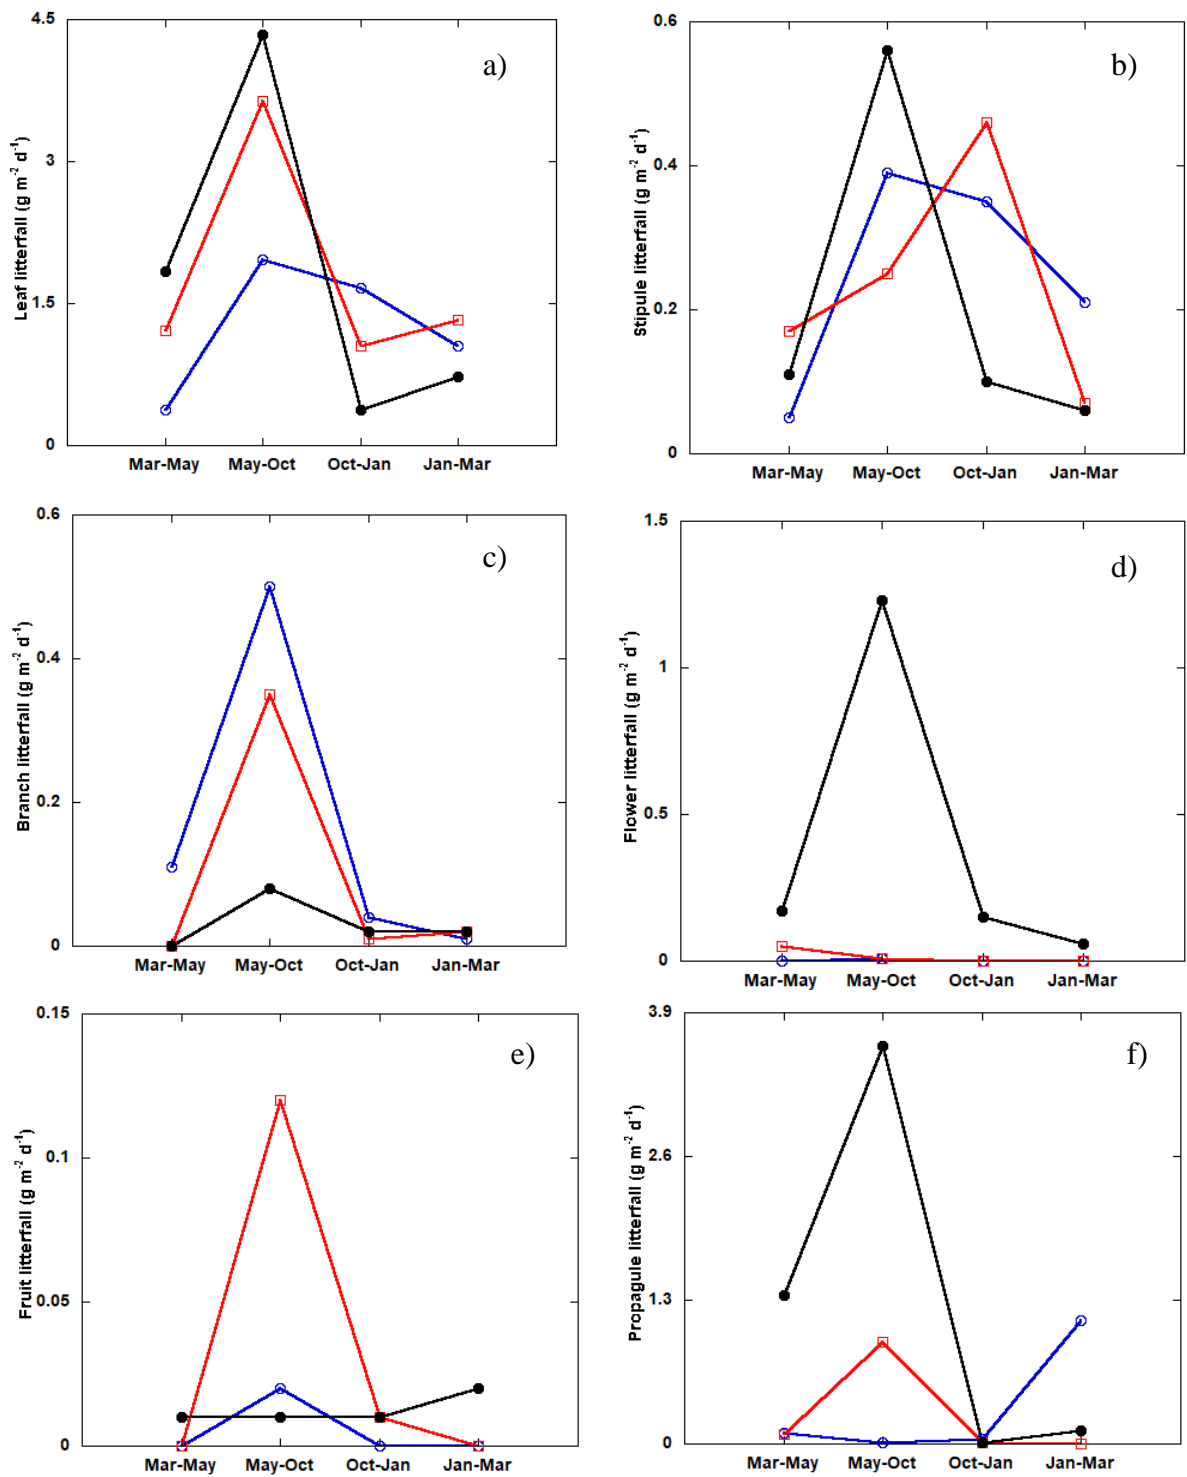 a)
4.5
3
1.5
0
Leaf litterfall (g m-2 d-1)
Mar-May May-Oct Oct-Jan Jan-Mar
b)
0.6
0.4
0.2
0
Stipule litterfall (g m-2 d-1)
Mar-May May-Oct Oct-Jan Jan-Mar
c)
0.6
0.4
0.2
0
Branch litterfall (g m-2 d-1)
Mar-May May-Oct Oct-Jan Jan-Mar
d)
1.5
1
0.5
0
Flower litterfall (g m-2 d-1)
Mar-May May-Oct Oct-Jan Jan-Mar
e)
0.15
0.1
0.05
0
Fruit litterfall (g m-2 d-1)
Mar-May May-Oct Oct-Jan Jan-Mar
f)
3.9
2.6
1.3
0
Propagule litterfall (g m-2 d-1)
Mar-May May-Oct Oct-Jan Jan-Mar